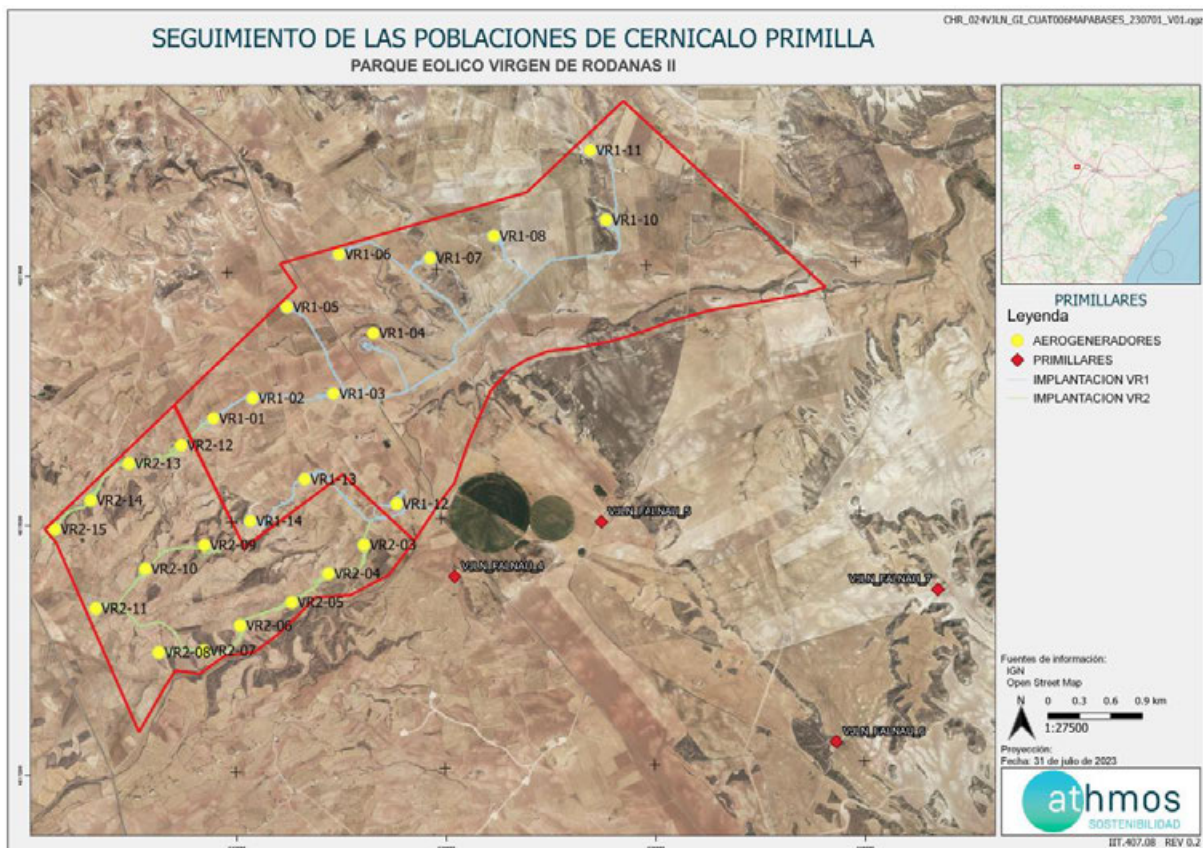 CHR_024VJLN_GI_CUAT006MAPABASES_230701_V01.qgz
SEGUIMIENTO DE LAS POBLACIONES DE CERNICALO PRIMILLA
PARQUE EOLICO VIRGEN DE RODANAS II
VR1-11
VR1-10
VR1-08
VR1-06
VR1-07
VR1-05
VR1-04
VR1-02
VR1-03
VR1-01
VR2-12
VR2-13
VR1-13
VR2-14
VR1-12
VR1-14
VR2-15
VR2-09
VR2-03
VR2-10
VR2-04
VR2-11
VR2-05
VR2-06
VR2-08
VR2-07
VJLN_FALNAU_5
VJLN_FALNAU_4
VJLN_FALNAU_7
VJLN_FALNAU_6
PRIMILLARES
Leyenda
AEROGENERADORES
PRIMILLARES
IMPLANTACION VR1
IMPLANTACION VR2
Fuentes de información:
IGN
Open Street Map
N 0 0.3 0.6 0.9 km
1:27500
Proyección:
Fecha: 31 de julio de 2023
athmos
SOSTENIBILIDAD
IIT.407.08 REV 0.2